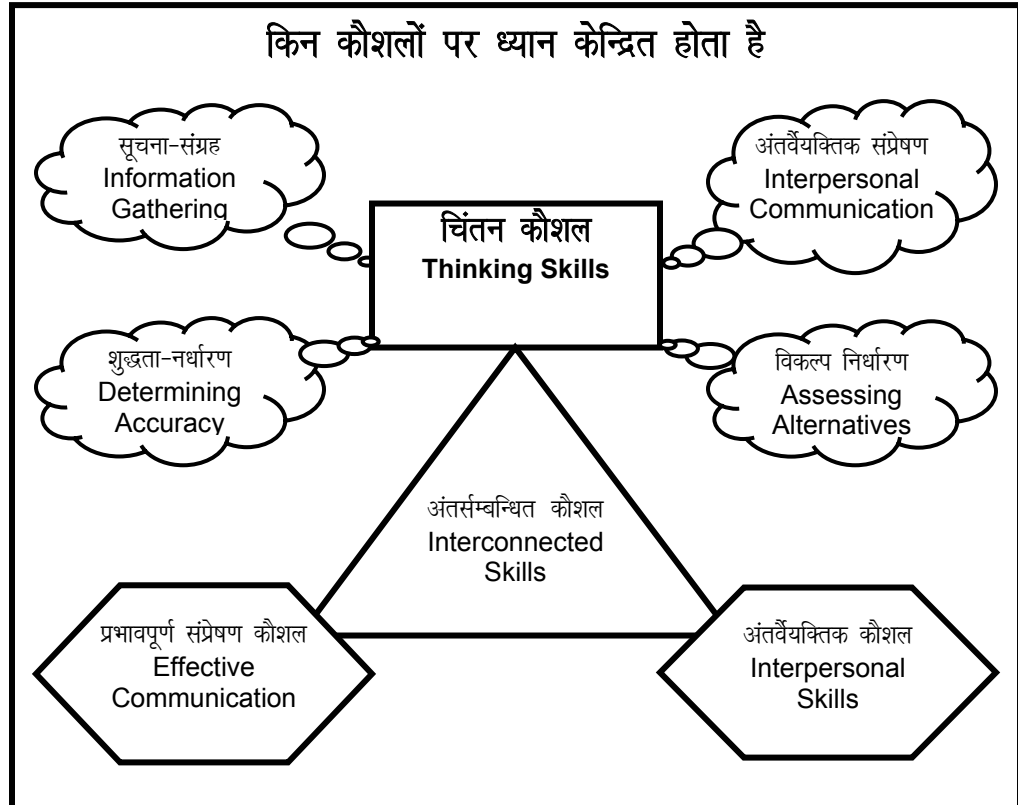 किन कौशलों पर ध्यान केन्द्रित होता है
सूचना-संग्रह
Information
Gathering
अंतर्वैयक्तिक संप्रेषण
Interpersonal
Communication
चिंतन कौशल
Thinking Skills
शुद्धता-नर्धारण
Determining
Accuracy
विकल्प निर्धारण
Assessing
Alternatives
अंतर्सम्बन्धित कौशल
Interconnected
Skills
प्रभावपूर्ण संप्रेषण कौशल
Effective
Communication
अंतर्वैयक्तिक कौशल
Interpersonal
Skills